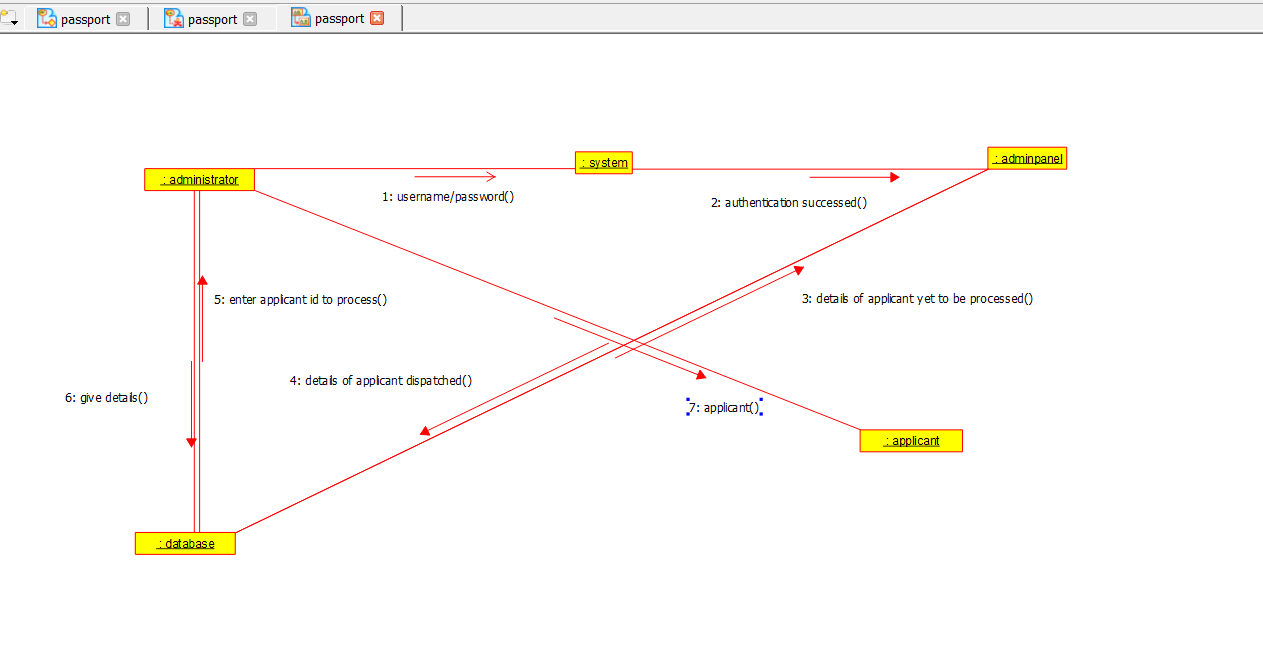 passport
passport
passport
: system
: adminpanel
: administrator
1: username/password()
2: authentication successed()
5: enter applicant id to process()
3: details of applicant yet to be processed()
4: details of applicant dispatched()
6: give details()
7: applicant()
: applicant
: database